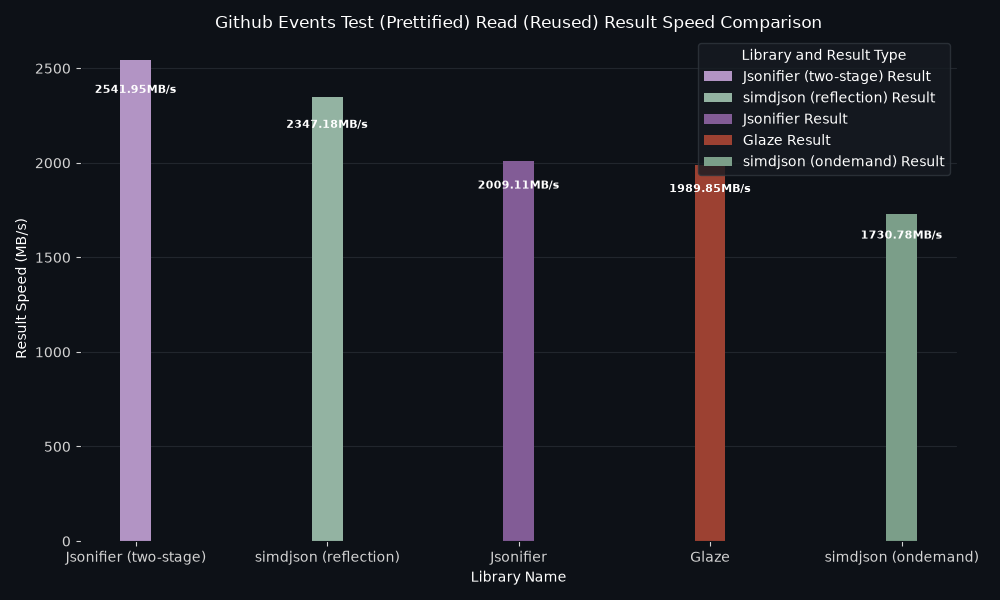 Github Events Test (Prettified) Read (Reused) Result Speed Comparison
Library and Result Type
Jsonifier (two-stage) Result
simdjson (reflection) Result
Jsonifier Result
Glaze Result
simdjson (ondemand) Result
Result Speed (MB/s)
2500
2000
1500
1000
500
0
2541.95MB/s
2347.18MB/s
2009.11MB/s
1989.85MB/s
1730.78MB/s
Jsonifier (two-stage)
simdjson (reflection)
Jsonifier
Glaze
simdjson (ondemand)
Library Name